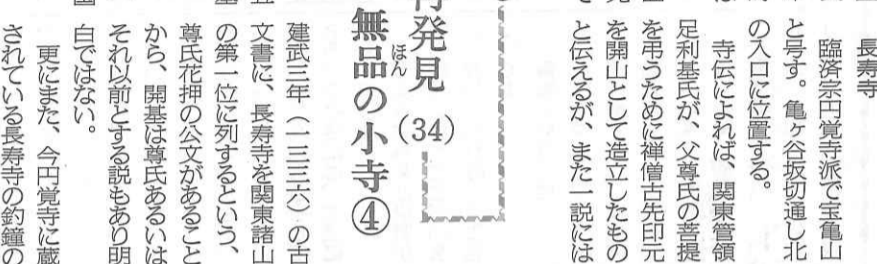 長寿寺
臨済宗円覚寺派で宝亀山
と号す。亀ヶ谷坂切通し北
の入口に位置する。
寺伝によれば、関東管領
足利基氏が、父尊氏の菩提
を弔うために禅僧古先印元
を開山として造立したもの
と伝えるが、また一説には
再発見(34)
無品の小寺④
ほん
建武三年(一三三六)の古
文書に、長寿寺を関東諸山
の第一位に列するという、
尊氏花押の公文があること
から、開基は尊氏あるいは
それ以前とする説もあり明
白ではない。
更にまた、今円覚寺に蔵
されている長寿寺の釣鐘の